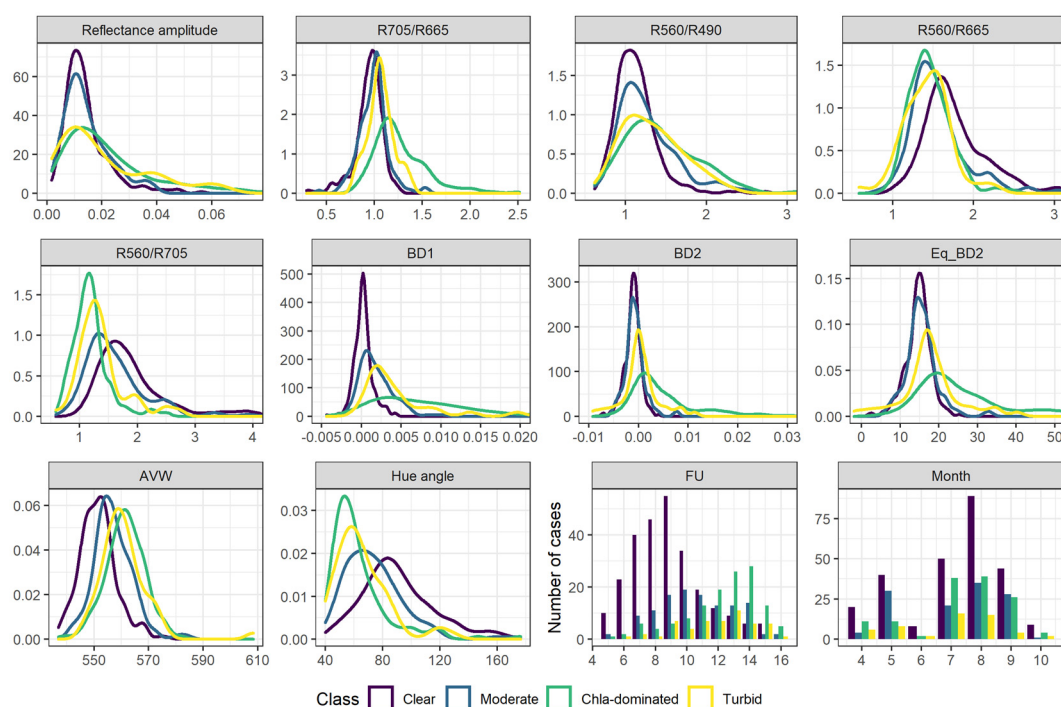 Reflectance amplitude
R705/R665
R560/R490
R560/R665
60
40
20
0
0.00 0.02 0.04 0.06
3
2
1
0
0.5 1.0 1.5 2.0 2.5
1.5
1.0
0.5
0.0
1 2 3
1.5
1.0
0.5
0.0
1 2 3
R560/R705
BD1
BD2
Eq_BD2
1.5
1.0
0.5
0.0
1 2 3 4
500
400
300
200
100
0
-0.005 0.000 0.005 0.010 0.015 0.020
300
200
100
0
-0.01 0.00 0.01 0.02 0.03
0.15
0.10
0.05
0.00
0 10 20 30 40 50
AVW
Hue angle
FU
Month
0.06
0.04
0.02
0.00
550 570 590 610
0.03
0.02
0.01
0.00
40 80 120 160
Number of cases
40
20
0
4 6 8 10 12 14 16
75
50
25
0
4 5 6 7 8 9 10
Class Clear Moderate Chla-dominated Turbid